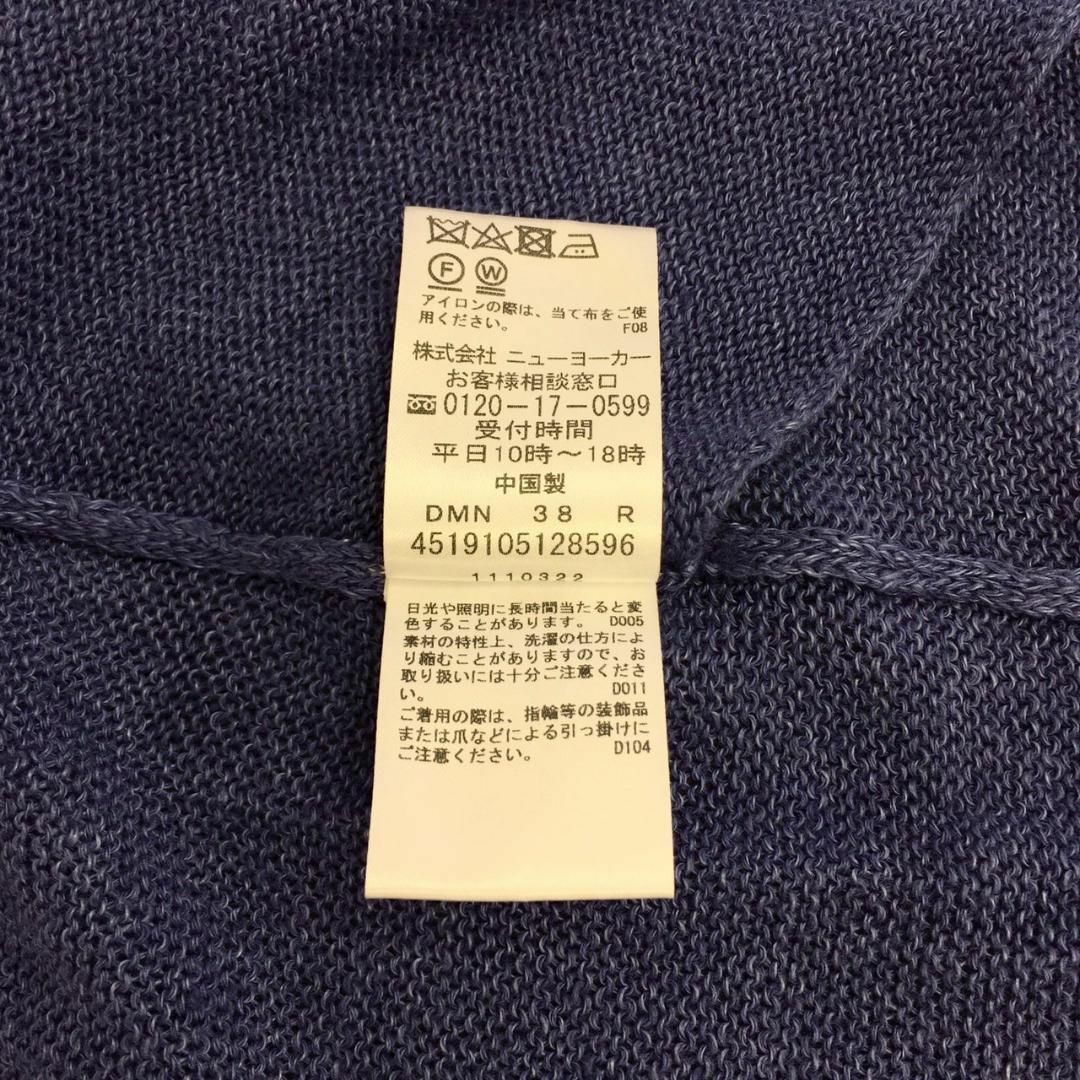 F W
アイロンの際は、当て布をご使
用ください。 F08
株式会社 ニューヨーカー
お客様相談窓口
0120-17-0599
受付時間
平日10時～18時
中国製
DMN 38 R
4519105128596
1110322
日光や照明に長時間当たると変
色することがあります。 D005
素材の特性上、洗濯の仕方によ
り縮むことがありますので、お
取り扱いには十分ご注意くださ
い。 D011
ご着用の際は、指輪等の装飾品
または爪などによる引っ掛けに
ご注意ください。 D104